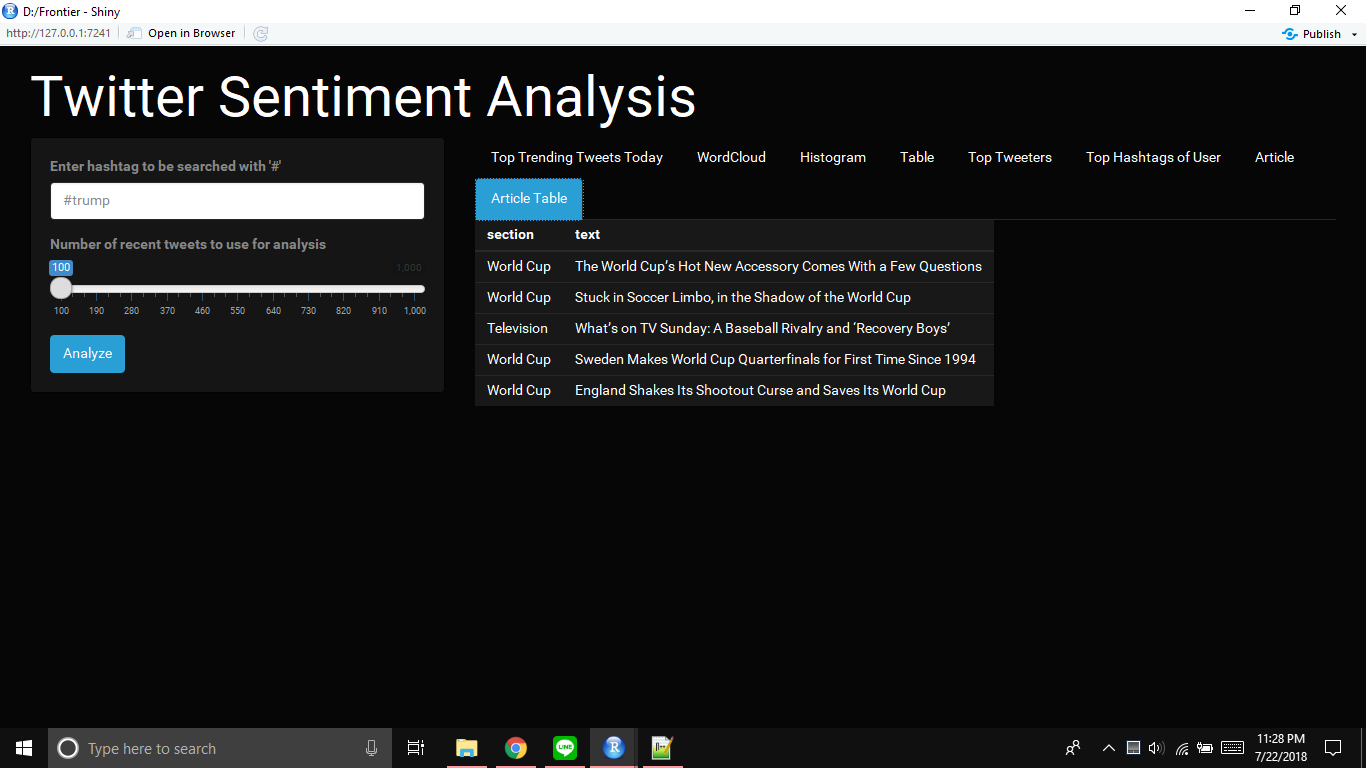 D:/Frontier - Shiny
http://127.0.0.1:7241 Open in Browser Publish
Twitter Sentiment Analysis
Enter hashtag to be searched with '#'
#trump
Number of recent tweets to use for analysis
100 1,000
100 190 280 370 460 550 640 730 820 910 1,000
Analyze
Top Trending Tweets Today WordCloud Histogram Table Top Tweeters Top Hashtags of User Article
Article Table
section text
World Cup The World Cup’s Hot New Accessory Comes With a Few Questions
World Cup Stuck in Soccer Limbo, in the Shadow of the World Cup
Television What’s on TV Sunday: A Baseball Rivalry and ‘Recovery Boys’
World Cup Sweden Makes World Cup Quarterfinals for First Time Since 1994
World Cup England Shakes Its Shootout Curse and Saves Its World Cup
Type here to search
LINE
R
11:28 PM
7/22/2018